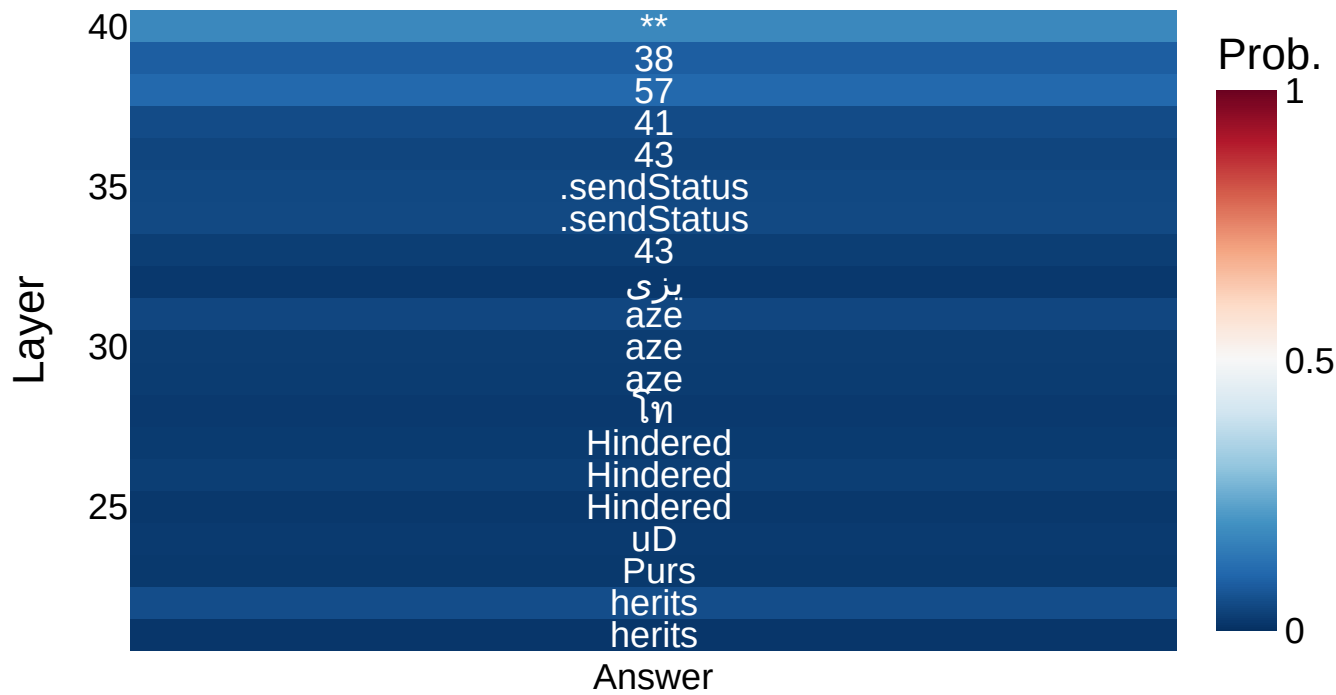 40
**
Prob.
38
1
57
41
43
35
.sendStatus
.sendStatus
43
یزی
Layer
aze
30
aze
0.5
aze
โท
Hindered
Hindered
25
Hindered
uD
Purs
herits
herits
0
Answer